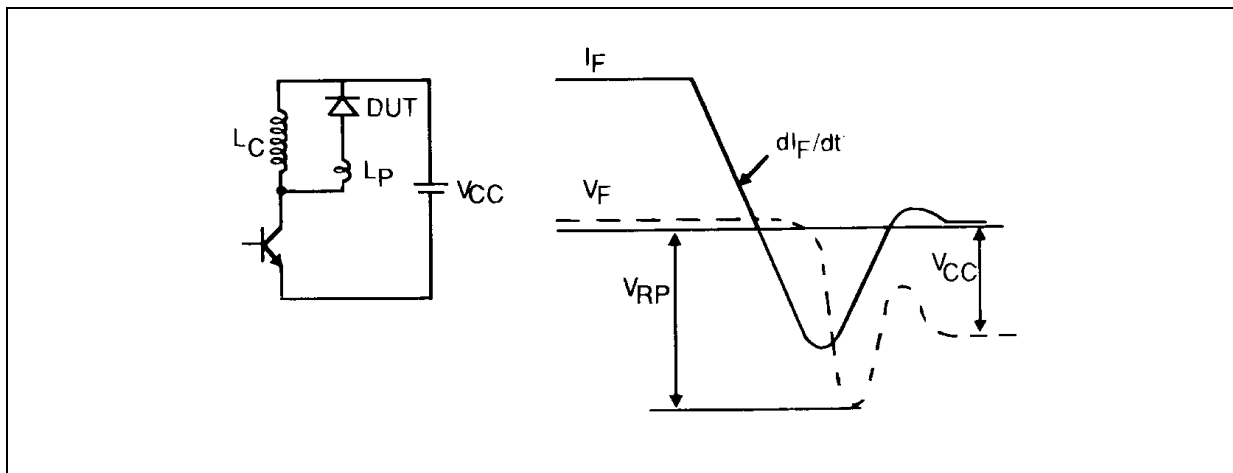 DUT
LC
LP
VCC
IF
dIF/dt
VF
VRP
VCC